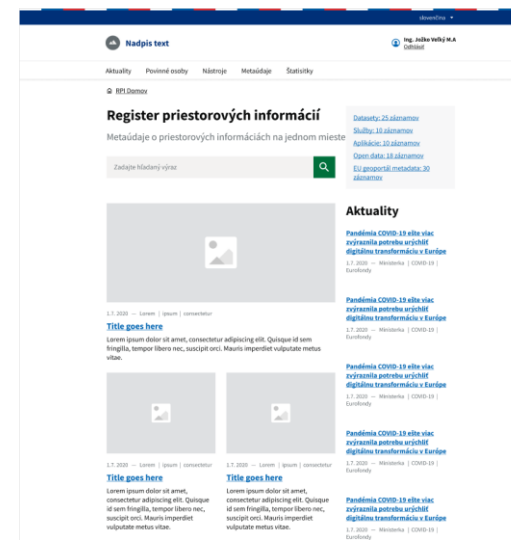 slovenčina
Nadpis text
Ing. Jožko Veľký M.A
Odhlásiť
Aktuality Povinné osoby Nástroje Metaúdaje Štatisitky
RPI Domov
Register priestorových informácií
Metaúdaje o priestorových informáciách na jednom mieste
Zadajte hľadaný výraz
Datasety: 25 záznamov
Služby: 10 záznamov
Aplikácie: 10 záznamov
Open data: 18 záznamov
EU geoportál metadata: 30
záznamov
1.7. 2020 — Lorem | ipsum | consectetur
Title goes here
Lorem ipsum dolor sit amet, consectetur adipiscing elit. Quisque id sem
fringilla, tempor libero nec, suscipit orci. Mauris imperdiet vulputate metus
vitae.
1.7. 2020 — Lorem | ipsum | consectetur
Title goes here
Lorem ipsum dolor sit amet,
consectetur adipiscing elit. Quisque
id sem fringilla, tempor libero nec,
suscipit orci. Mauris imperdiet
vulputate metus vitae.
1.7. 2020 — Lorem | ipsum | consectetur
Title goes here
Lorem ipsum dolor sit amet,
consectetur adipiscing elit. Quisque
id sem fringilla, tempor libero nec,
suscipit orci. Mauris imperdiet
vulputate metus vitae.
Aktuality
Pandémia COVID-19 ešte viac
zvýraznila potrebu urýchliť
digitálnu transformáciu v Európe
1.7. 2020 — Ministerka | COVID-19 |
Eurofondy
Pandémia COVID-19 ešte viac
zvýraznila potrebu urýchliť
digitálnu transformáciu v Európe
1.7. 2020 — Ministerka | COVID-19 |
Eurofondy
Pandémia COVID-19 ešte viac
zvýraznila potrebu urýchliť
digitálnu transformáciu v Európe
1.7. 2020 — Ministerka | COVID-19 |
Eurofondy
Pandémia COVID-19 ešte viac
zvýraznila potrebu urýchliť
digitálnu transformáciu v Európe
1.7. 2020 — Ministerka | COVID-19 |
Eurofondy
Pandémia COVID-19 ešte viac
zvýraznila potrebu urýchliť
digitálnu transformáciu v Európe
1.7. 2020 — Ministerka | COVID-19 |
Eurofondy